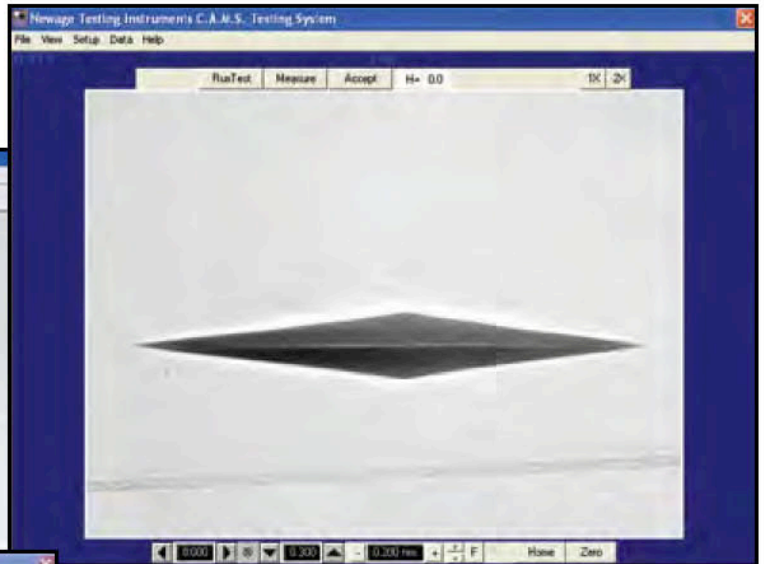 Newage Testing Instruments C.A.M.S. Testing System
File View Setup Data Help
RunTest Measure Accept H= 0.0 1X 2X
0.000 0.300 - 0.200 + F Home Zero